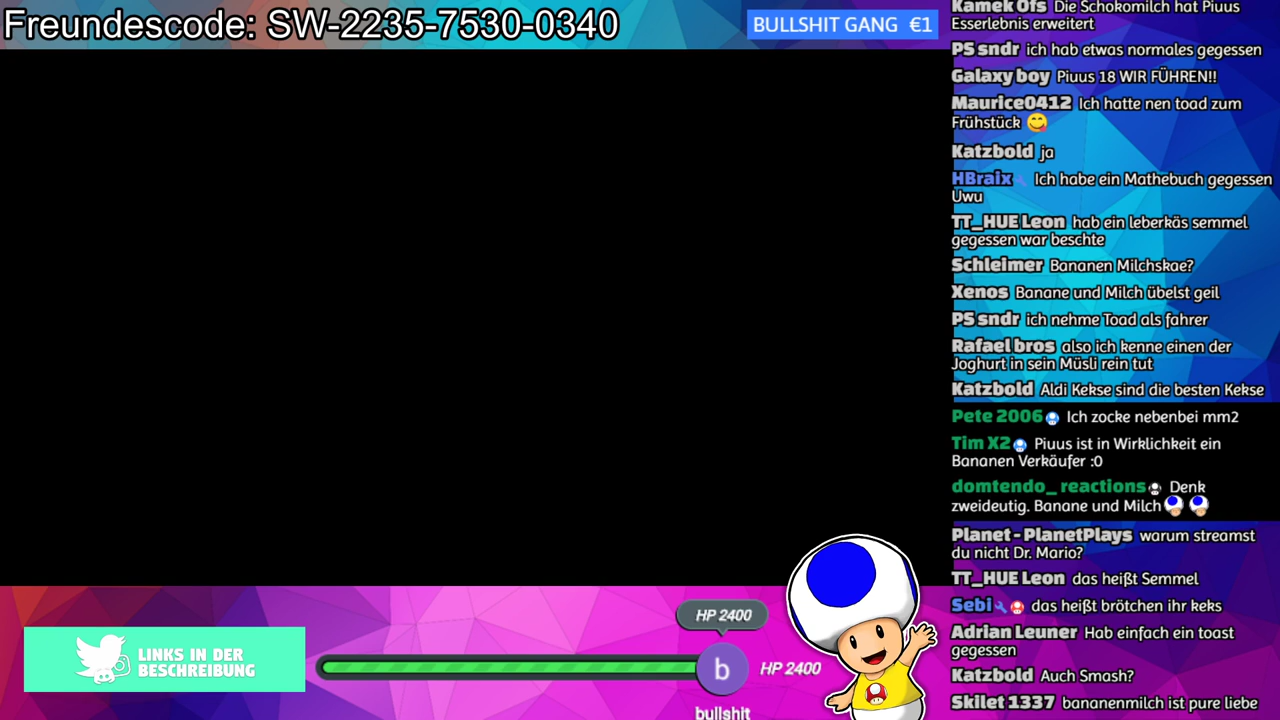 Freundescode: SW-2235-7530-0340
BULLSHIT GANG €1
Kamek Ofs Die Schokomilch hat Piuus
Esserlebnis erweitert
PS sndr ich hab etwas normales gegessen
Galaxy boy Piuus 18 WIR FÜHREN!!
Maurice0412 Ich hatte nen toad zum
Frühstück 😋
Katzbold ja
HBraix Ich habe ein Mathebuch gegessen
Uwu
TT_HUE Leon hab ein leberkäs semmel
gegessen war beschte
Schleimer Bananen Milchskae?
Xenos Banane und Milch übelst geil
PS sndr ich nehme Toad als fahrer
Rafael bros also ich kenne einen der
Joghurt in sein Müsli rein tut
Katzbold Aldi Kekse sind die besten Kekse
Pete 2006 Ich zocke nebenbei mm2
Tim X2 Piuus ist in Wirklichkeit ein
Bananen Verkäufer :0
domtendo_ reactions Denk
zweideutig. Banane und Milch
Planet - PlanetPlays warum streamst
du nicht Dr. Mario?
TT_HUE Leon das heißt Semmel
Sebi das heißt brötchen ihr keks
Adrian Leuner Hab einfach ein toast
gegessen
Katzbold Auch Smash?
Skilet 1337 bananenmilch ist pure liebe
LINKS IN DER
BESCHREIBUNG
HP 2400
b
HP 2400
bullshit